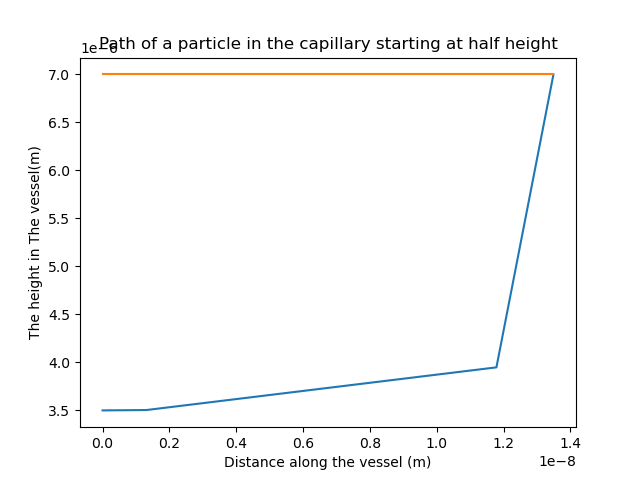 Path of a particle in the capillary starting at half height
1e−6
7.0
6.5
6.0
5.5
5.0
4.5
4.0
3.5
The height in The vessel(m)
0.0 0.2 0.4 0.6 0.8 1.0 1.2 1.4
1e−8
Distance along the vessel (m)